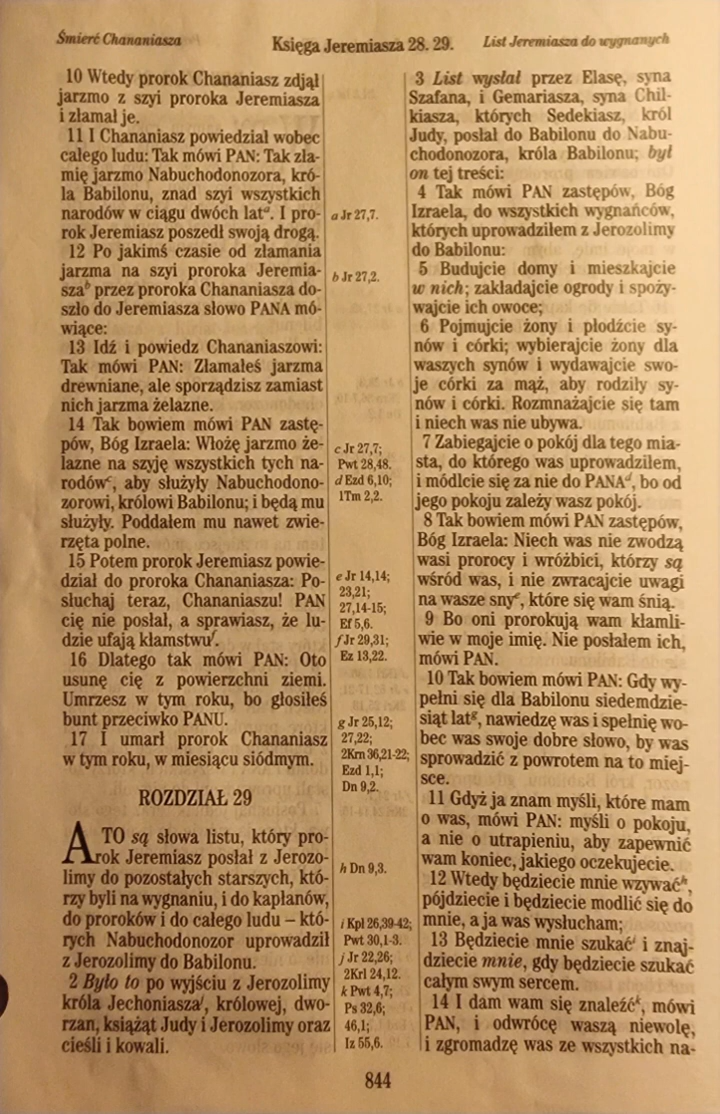 Śmierć Chananiasza
Księga Jeremiasza 28. 29.
List Jeremiasza do wygnanych
10 Wtedy prorok Chananiasz zdjął
jarzmo z szyi proroka Jeremiasza
i złamał je.
11 I Chananiasz powiedział wobec
całego ludu: Tak mówi PAN: Tak zła-
mię jarzmo Nabuchodonozora, kró-
la Babilonu, znad szyi wszystkich
narodów w ciągu dwóch lat^a. I pro-
rok Jeremiasz poszedł swoją drogą.
12 Po jakimś czasie od złamania
jarzma na szyi proroka Jeremia-
sza^b przez proroka Chananiasza do-
szło do Jeremiasza słowo PANA mó-
wiące:
13 Idź i powiedz Chananiaszowi:
Tak mówi PAN: Złamałeś jarzma
drewniane, ale sporządzisz zamiast
nich jarzma żelazne.
14 Tak bowiem mówi PAN zastę-
pów, Bóg Izraela: Włożę jarzmo że-
lazne na szyję wszystkich tych na-
rodów^c, aby służyły Nabuchodono-
zorowi, królowi Babilonu; i będą mu
służyły. Poddałem mu nawet zwie-
rzęta polne.
15 Potem prorok Jeremiasz powie-
dział do proroka Chananiasza: Po-
słuchaj teraz, Chananiaszu! PAN
cię nie posłał, a sprawiasz, że lu-
dzie ufają kłamstwu^f.
16 Dlatego tak mówi PAN: Oto
usunę cię z powierzchni ziemi.
Umrzesz w tym roku, bo głosiłeś
bunt przeciwko PANU.
17 I umarł prorok Chananiasz
w tym roku, w miesiącu siódmym.
ROZDZIAŁ 29
A TO są słowa listu, który pro-
rok Jeremiasz posłał z Jerozo-
limy do pozostałych starszych, któ-
rzy byli na wygnaniu, i do kapłanów,
do proroków i do całego ludu – któ-
rych Nabuchodonozor uprowadził
z Jerozolimy do Babilonu.
2 Było to po wyjściu z Jerozolimy
króla Jechoniasza^j, królowej, dwo-
rzan, książąt Judy i Jerozolimy oraz
cieśli i kowali.
a Jr 27,7.
b Jr 27,2.
c Jr 27,7;
Pwt 28,48.
d Ezd 6,10;
1Tm 2,2.
e Jr 14,14;
23,21;
27,14-15;
Ef 5,6.
f Jr 29,31;
Ez 13,22.
g Jr 25,12;
27,22;
2Krn 36,21-22;
Ezd 1,1;
Dn 9,2.
h Dn 9,3.
i Kpł 26,39-42;
Pwt 30,1-3.
j Jr 22,26;
2Krl 24,12.
k Pwt 4,7;
Ps 32,6;
46,1;
Iz 55,6.
3 List wysłał przez Elasę, syna
Szafana, i Gemariasza, syna Chil-
kiasza, których Sedekiasz, król
Judy, posłał do Babilonu do Nabu-
chodonozora, króla Babilonu; był
on tej treści:
4 Tak mówi PAN zastępów, Bóg
Izraela, do wszystkich wygnańców,
których uprowadziłem z Jerozolimy
do Babilonu:
5 Budujcie domy i mieszkajcie
w nich; zakładajcie ogrody i spoży-
wajcie ich owoce;
6 Pojmujcie żony i płodźcie sy-
nów i córki; wybierajcie żony dla
waszych synów i wydawajcie swo-
je córki za mąż, aby rodziły sy-
nów i córki. Rozmnażajcie się tam
i niech was nie ubywa.
7 Zabiegajcie o pokój dla tego mia-
sta, do którego was uprowadziłem,
i módlcie się za nie do PANA^d, bo od
jego pokoju zależy wasz pokój.
8 Tak bowiem mówi PAN zastępów,
Bóg Izraela: Niech was nie zwodzą
wasi prorocy i wróżbici, którzy są
wśród was, i nie zwracajcie uwagi
na wasze sny^e, które się wam śnią.
9 Bo oni prorokują wam kłamli-
wie w moje imię. Nie posłałem ich,
mówi PAN.
10 Tak bowiem mówi PAN: Gdy wy-
pełni się dla Babilonu siedemdzie-
siąt lat^g, nawiedzę was i spełnię wo-
bec was swoje dobre słowo, by was
sprowadzić z powrotem na to miej-
sce.
11 Gdyż ja znam myśli, które mam
o was, mówi PAN: myśli o pokoju,
a nie o utrapieniu, aby zapewnić
wam koniec, jakiego oczekujecie.
12 Wtedy będziecie mnie wzywać^h,
pójdziecie i będziecie modlić się do
mnie, a ja was wysłucham;
13 Będziecie mnie szukać^i i znaj-
dziecie mnie, gdy będziecie szukać
całym swym sercem.
14 I dam wam się znaleźć^k, mówi
PAN, i odwrócę waszą niewolę,
i zgromadzę was ze wszystkich na-
844